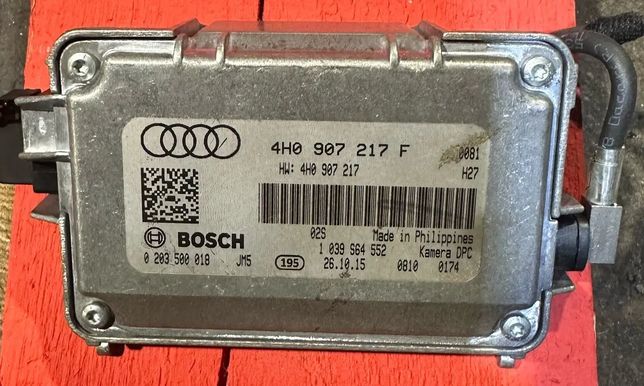 4H0 907 217 F
0081
HW: 4H0 907 217
H27
02S
Made in Philippines
BOSCH
1 039 S64 552
Kamera DPC
0 203 500 018
JM5
195
26.10.15
0810
0174